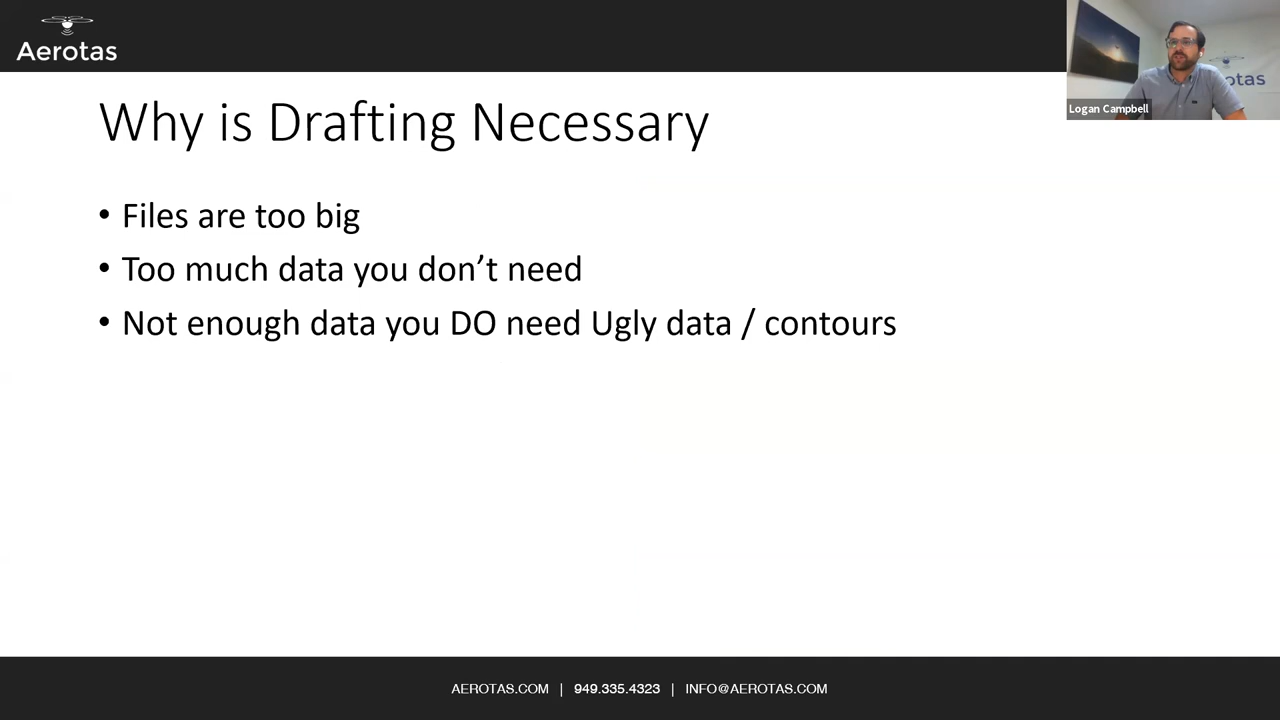 Aerotas
otas
Logan Campbell
Why is Drafting Necessary
• Files are too big
• Too much data you don’t need
• Not enough data you DO need Ugly data / contours
AEROTAS.COM | 949.335.4323 | INFO@AEROTAS.COM